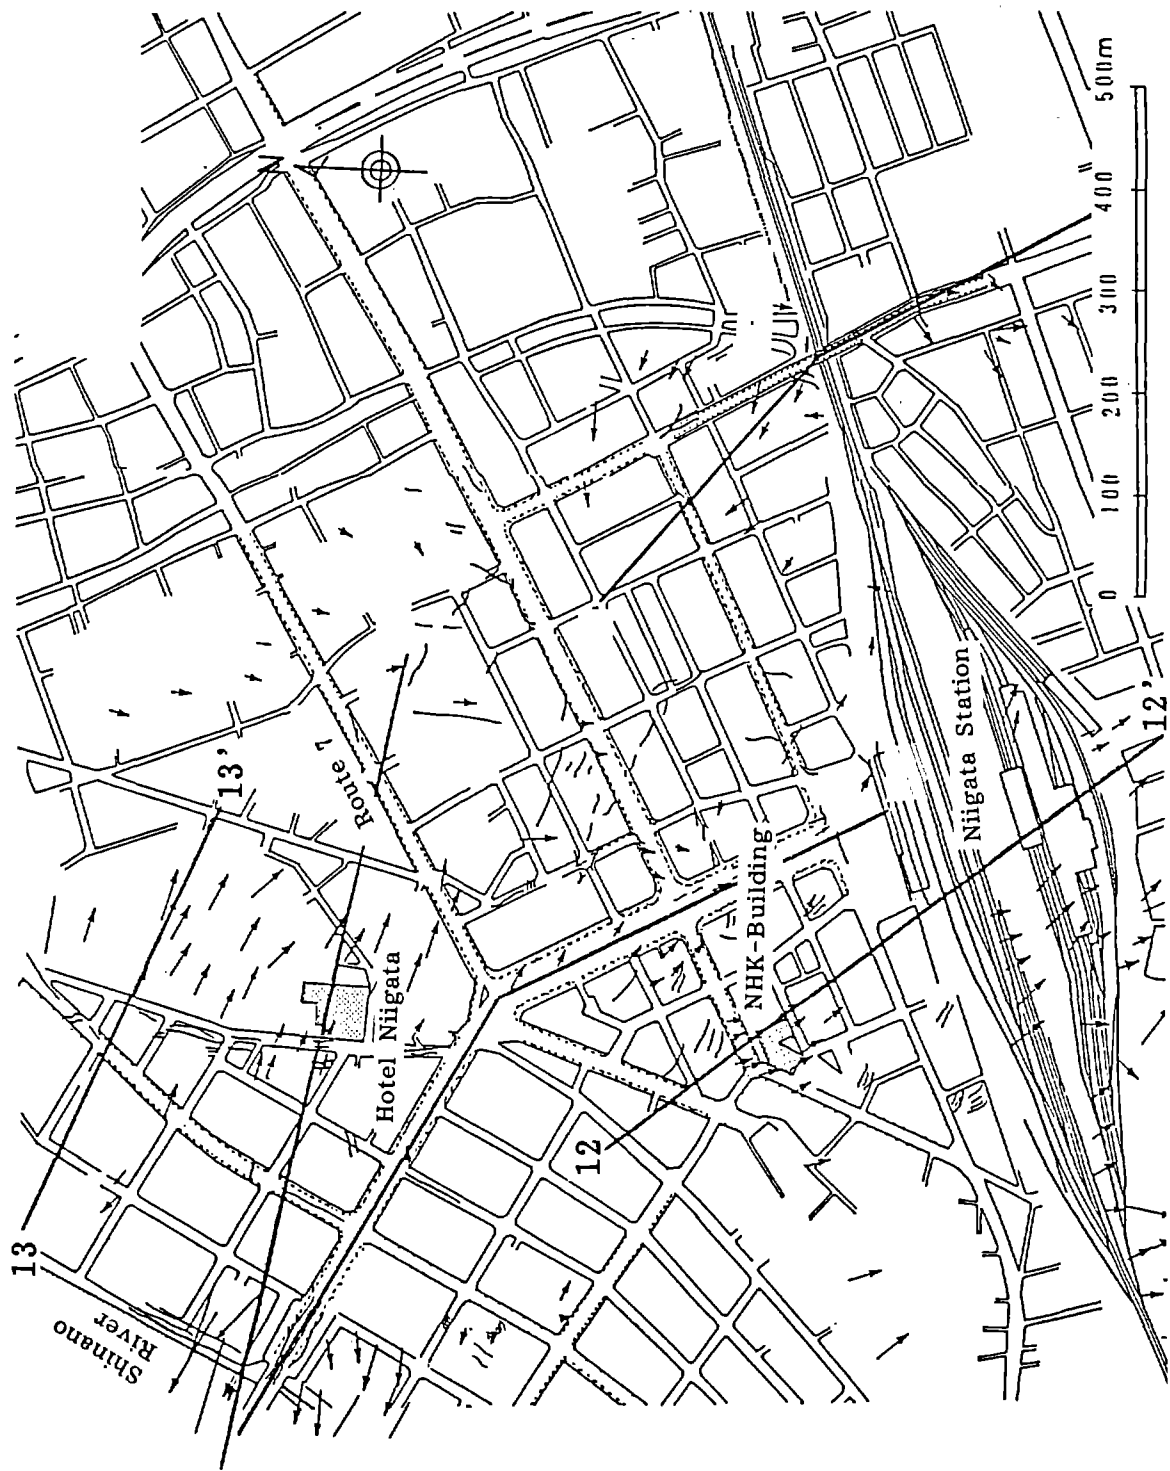 N
13
13'
Shinano
River
Route 7
Hotel Niigata
12
12'
NHK-Building
Niigata Station
0 100 200 300 400 500m